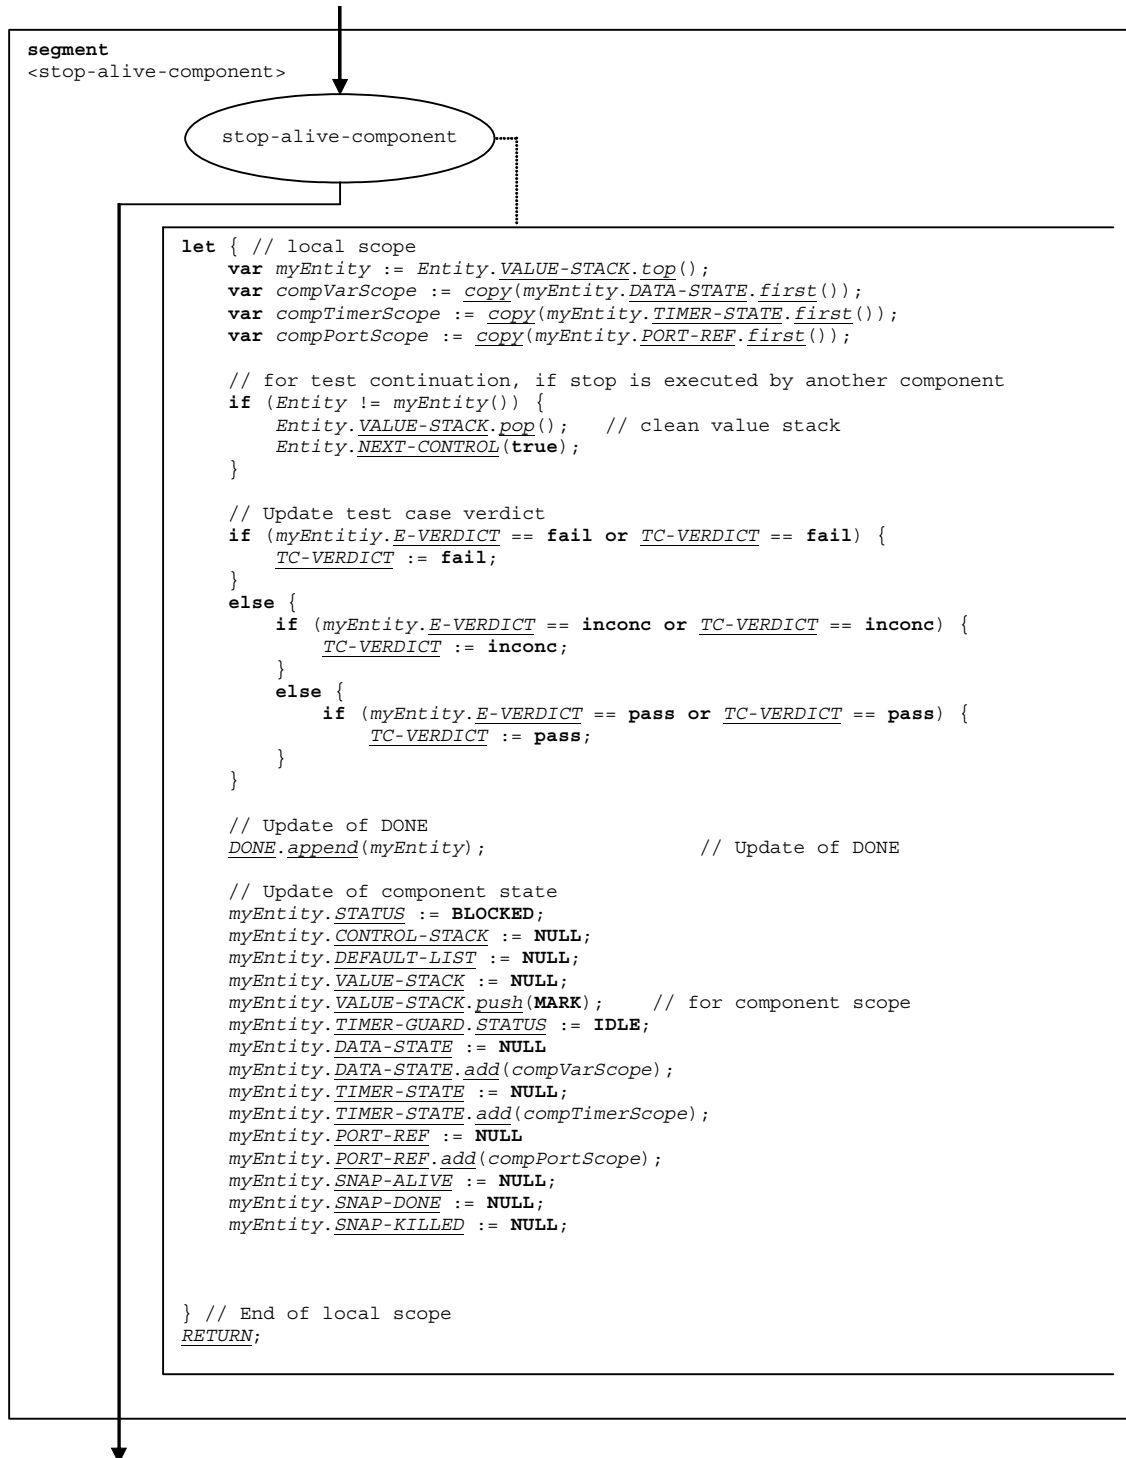 segment
<stop-alive-component>
stop-alive-component
let { // local scope
var myEntity := Entity.VALUE-STACK.top();
var compVarScope := copy(myEntity.DATA-STATE.first());
var compTimerScope := copy(myEntity.TIMER-STATE.first());
var compPortScope := copy(myEntity.PORT-REF.first());
// for test continuation, if stop is executed by another component
if (Entity != myEntity()) {
Entity.VALUE-STACK.pop(); // clean value stack
Entity.NEXT-CONTROL(true);
}
// Update test case verdict
if (myEntitiy.E-VERDICT == fail or TC-VERDICT == fail) {
TC-VERDICT := fail;
}
else {
if (myEntity.E-VERDICT == inconc or TC-VERDICT == inconc) {
TC-VERDICT := inconc;
}
else {
if (myEntity.E-VERDICT == pass or TC-VERDICT == pass) {
TC-VERDICT := pass;
}
}
// Update of DONE
DONE.append(myEntity); // Update of DONE
// Update of component state
myEntity.STATUS := BLOCKED;
myEntity.CONTROL-STACK := NULL;
myEntity.DEFAULT-LIST := NULL;
myEntity.VALUE-STACK := NULL;
myEntity.VALUE-STACK.push(MARK); // for component scope
myEntity.TIMER-GUARD.STATUS := IDLE;
myEntity.DATA-STATE := NULL
myEntity.DATA-STATE.add(compVarScope);
myEntity.TIMER-STATE := NULL;
myEntity.TIMER-STATE.add(compTimerScope);
myEntity.PORT-REF := NULL
myEntity.PORT-REF.add(compPortScope);
myEntity.SNAP-ALIVE := NULL;
myEntity.SNAP-DONE := NULL;
myEntity.SNAP-KILLED := NULL;
} // End of local scope
RETURN;